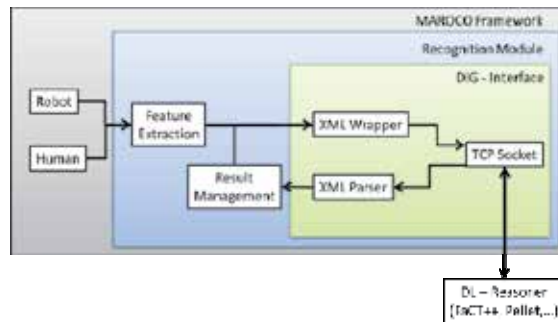 MAROCO Framework
Recognition Module
DIG - Interface
Robot
Human
Feature
Extraction
XML Wrapper
TCP Socket
Result
Management
XML Parser
DL – Reasoner
(FaCT++, Pellet,...)